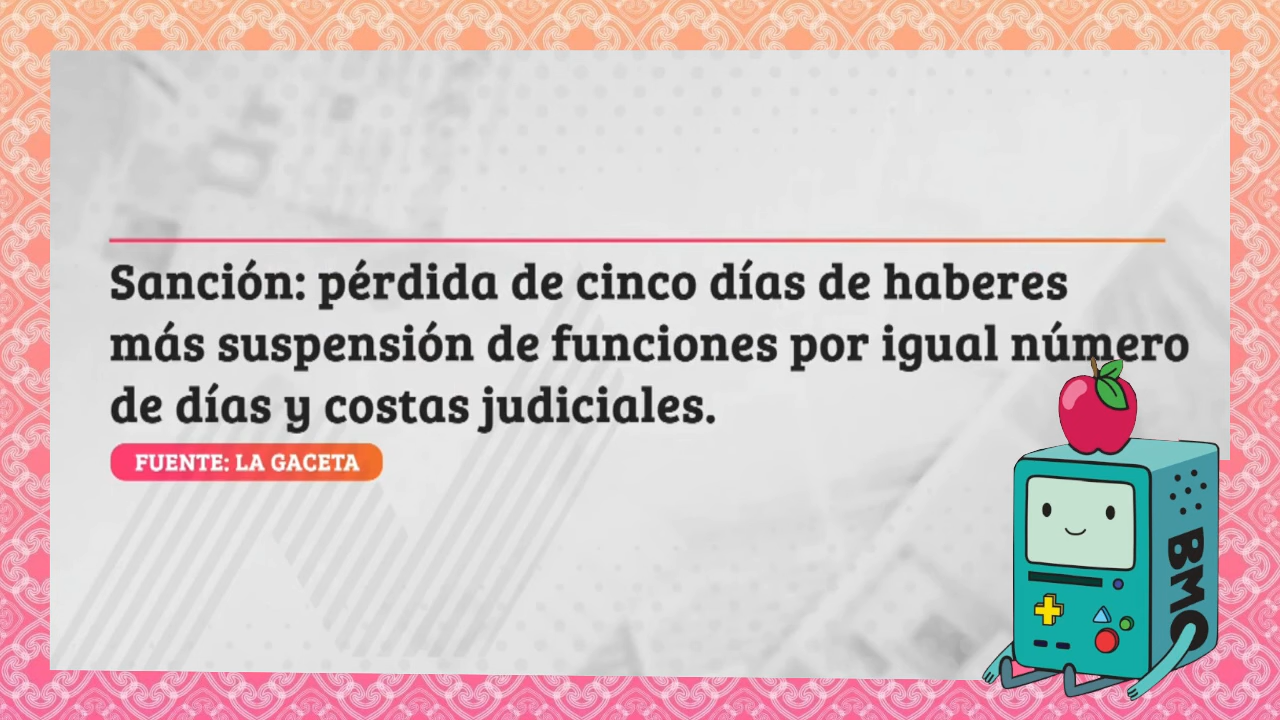 Sanción: pérdida de cinco días de haberes
más suspensión de funciones por igual número
de días y costas judiciales.
FUENTE: LA GACETA
BMO